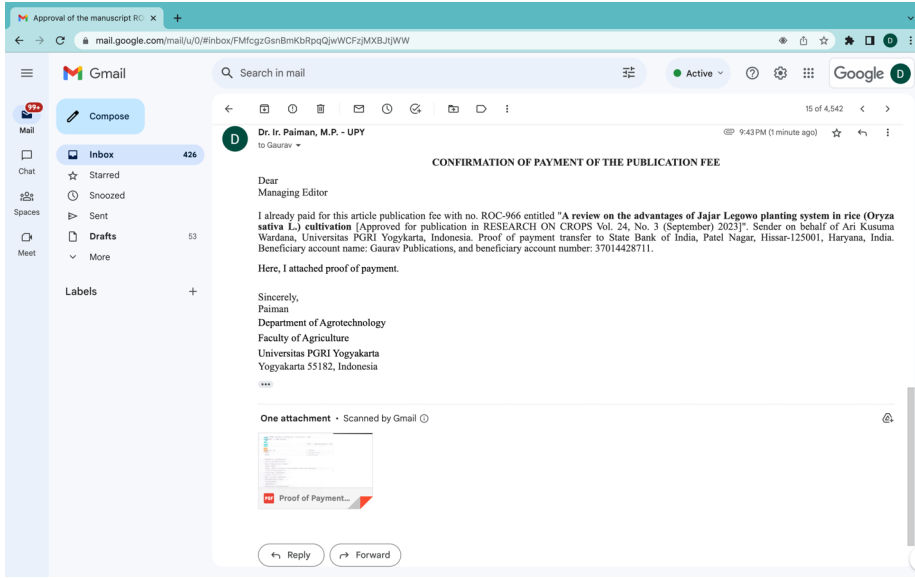 Approval of the manuscript RO
mail.google.com/mail/u/0/#inbox/FMfcgzGsnBmKbRpqQjwWCFzjMXBJtjWW
Gmail
Search in mail
Active
Google
D
99+
Mail
Chat
Spaces
Meet
Compose
Inbox 426
Starred
Snoozed
Sent
Drafts 53
More
Labels
15 of 4,542
D
Dr. Ir. Paiman, M.P. - UPY
9:43 PM (1 minute ago)
to Gaurav
CONFIRMATION OF PAYMENT OF THE PUBLICATION FEE
Dear
Managing Editor
I already paid for this article publication fee with no. ROC-966 entitled "A review on the advantages of Jajar Legowo planting system in rice (Oryza
sativa L.) cultivation [Approved for publication in RESEARCH ON CROPS Vol. 24, No. 3 (September) 2023]". Sender on behalf of Ari Kusuma
Wardana, Universitas PGRI Yogykarta, Indonesia. Proof of payment transfer to State Bank of India, Patel Nagar, Hissar-125001, Haryana, India.
Beneficiary account name: Gaurav Publications, and beneficiary account number: 37014428711.
Here, I attached proof of payment.
Sincerely,
Paiman
Department of Agrotechnology
Faculty of Agriculture
Universitas PGRI Yogyakarta
Yogyakarta 55182, Indonesia
One attachment • Scanned by Gmail
PDF Proof of Payment...
Reply
Forward